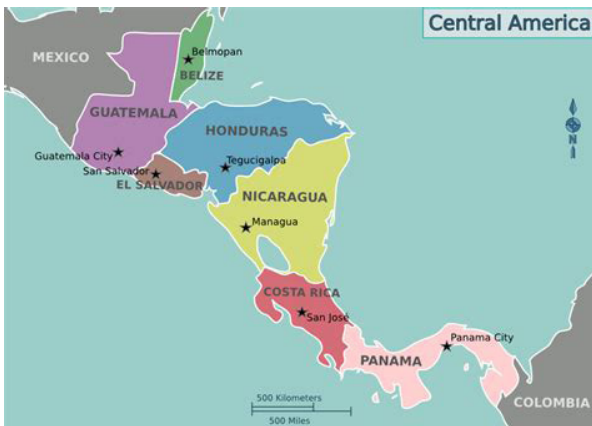 Central America
MEXICO
Belmopan
BELIZE
GUATEMALA
HONDURAS
N
Guatemala City
Tegucigalpa
San Salvador
EL SALVADOR
NICARAGUA
Managua
COSTA RICA
San José
Panama City
PANAMA
COLOMBIA
500 Kilometers
500 Miles